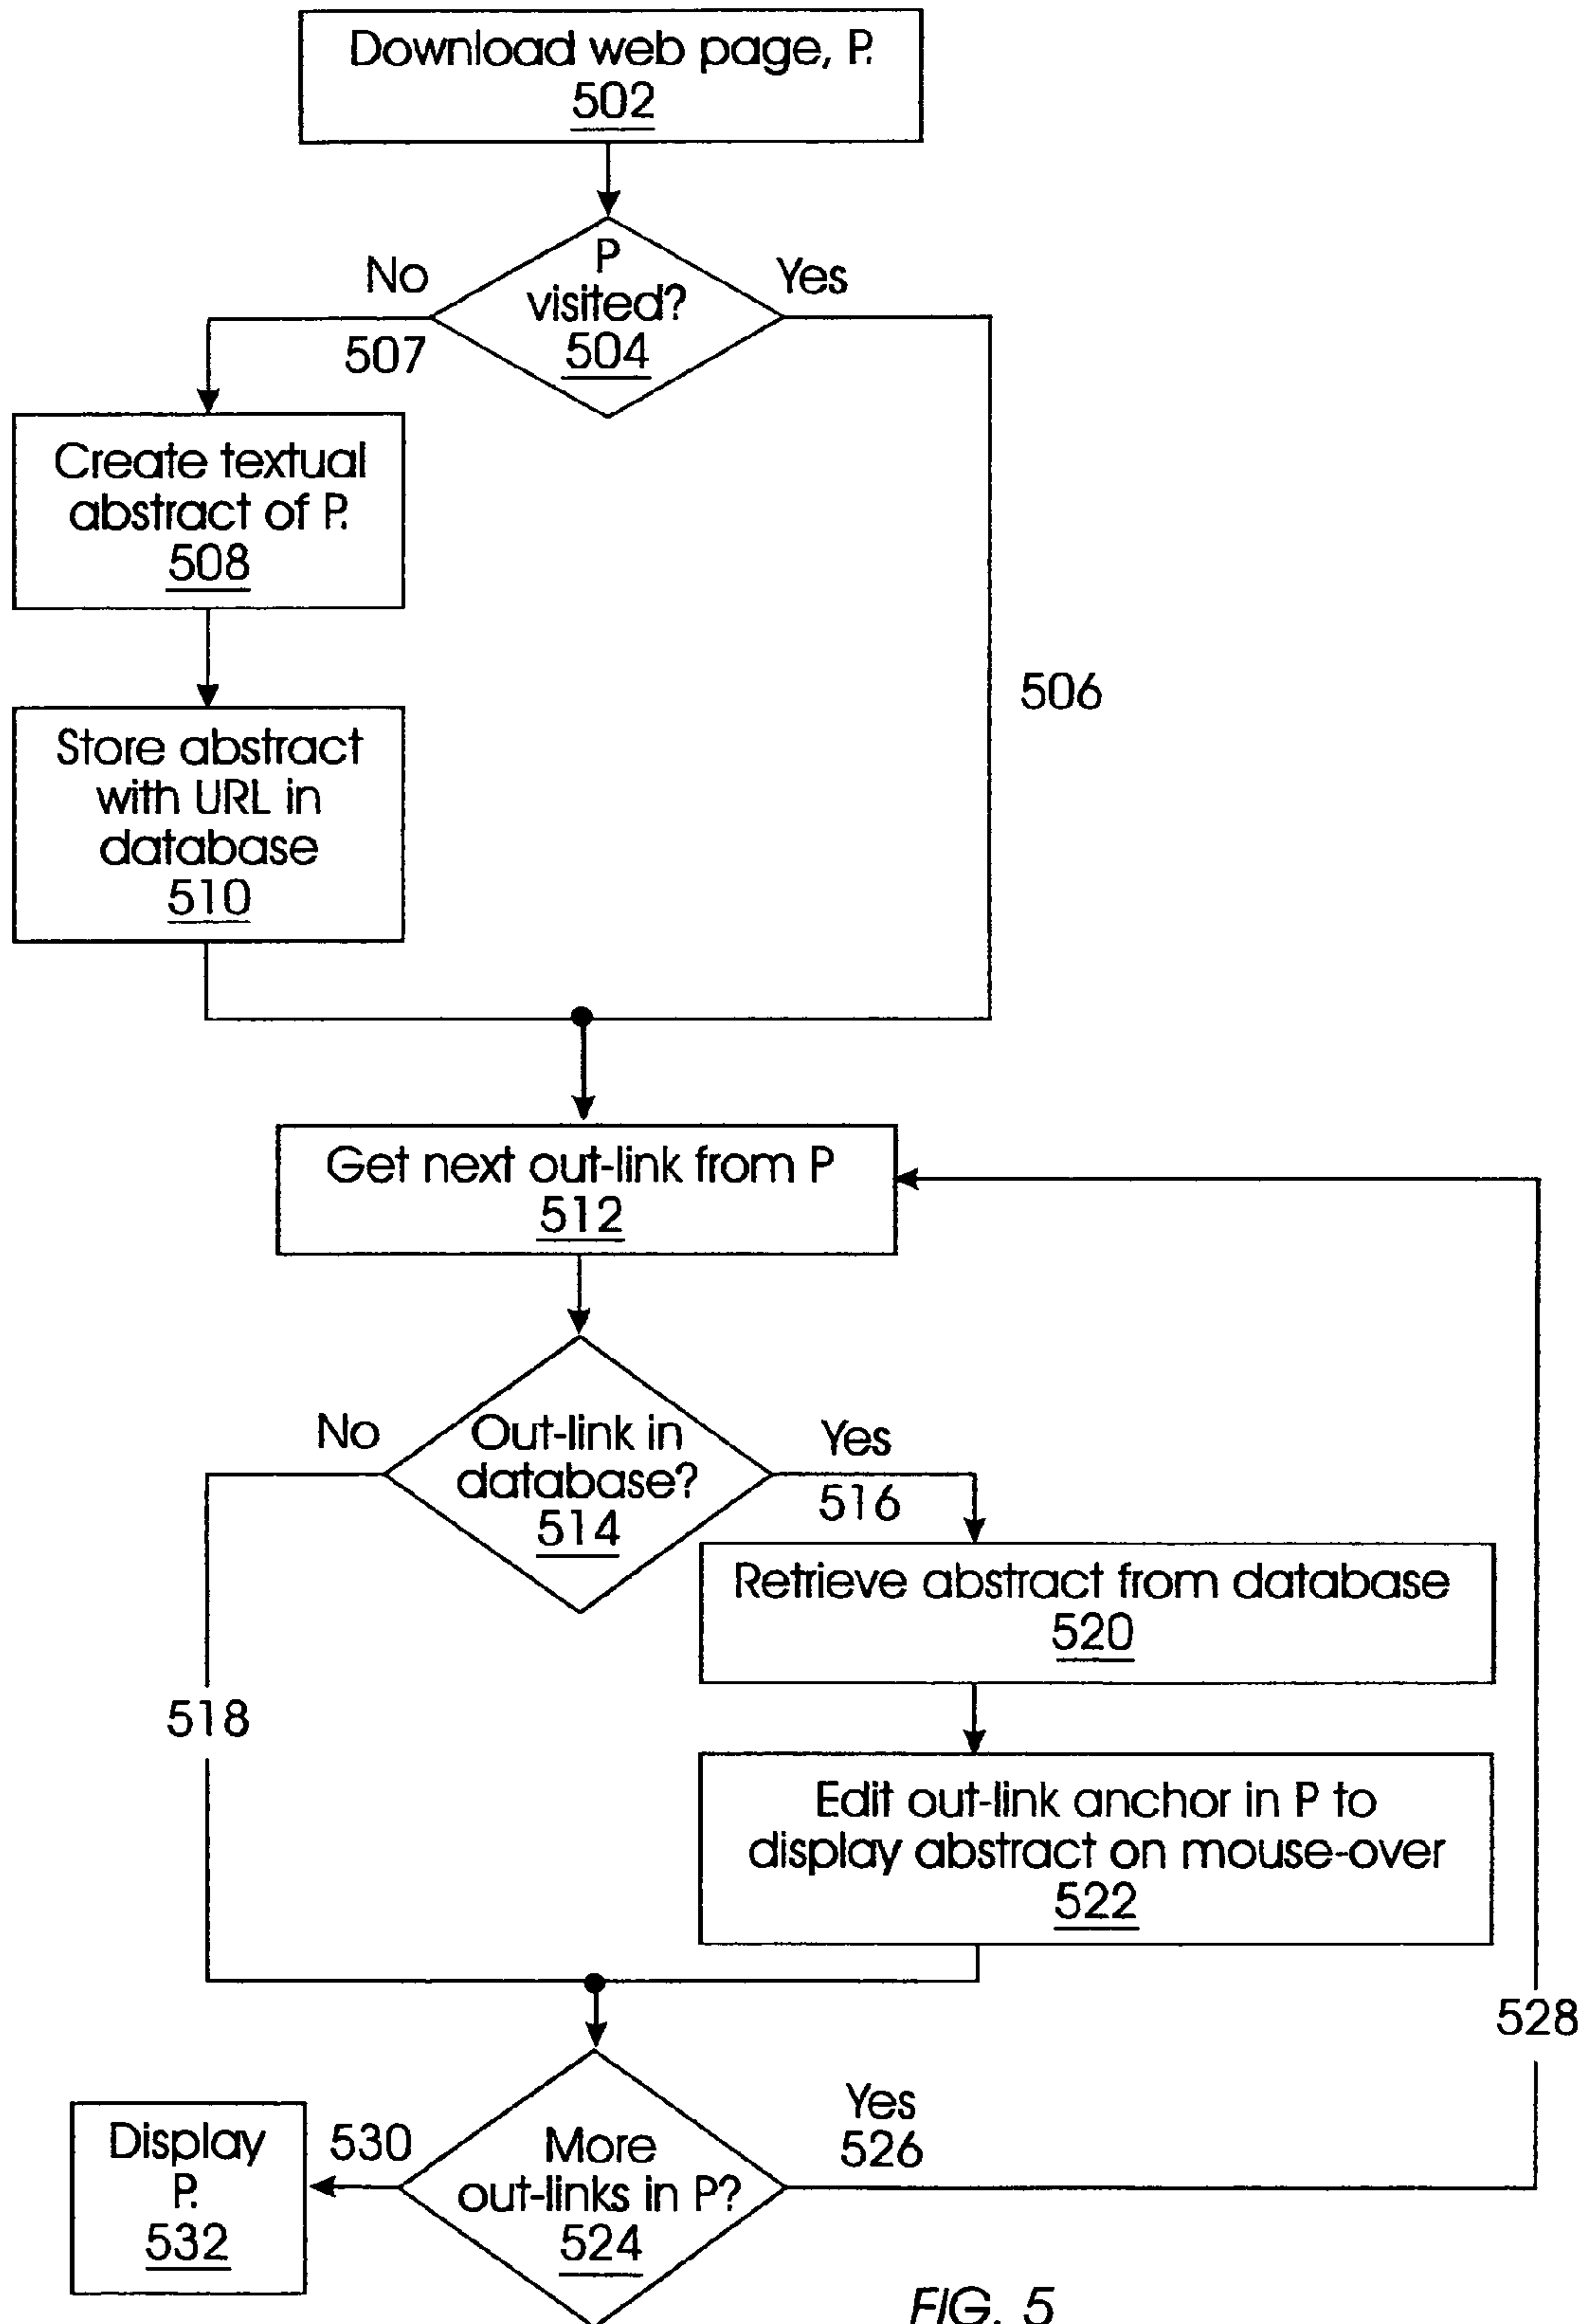 Download web page, P.
502
P
visited?
504
No
Yes
507
Create textual
abstract of P.
508
506
Store abstract
with URL in
database
510
Get next out-link from P
512
No
Out-link in
database?
514
Yes
516
Retrieve abstract from database
520
518
Edit out-link anchor in P to
display abstract on mouse-over
522
528
Display
P.
532
530
More
out-links in P?
524
Yes
526
FIG. 5